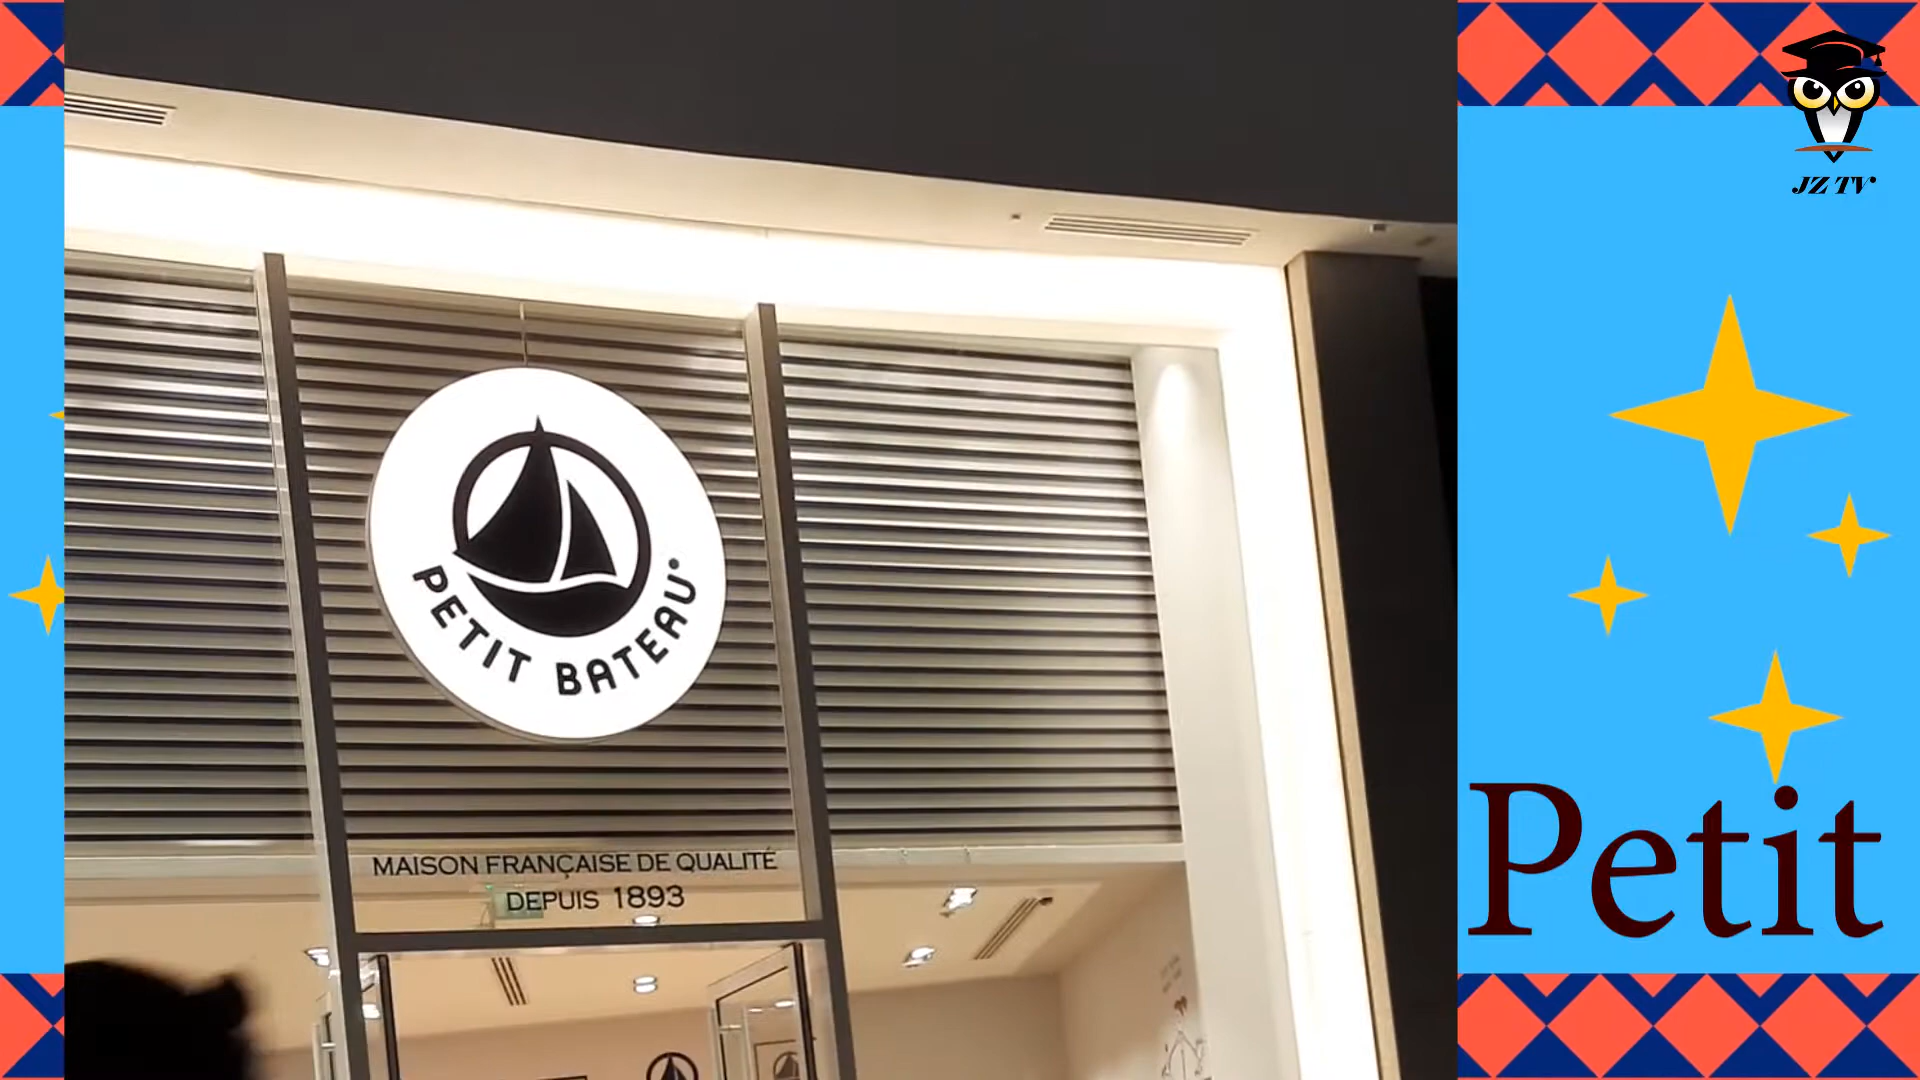 JZ TV
PETIT BATEAU
MAISON FRANÇAISE DE QUALITÉ
DEPUIS 1893
Petit